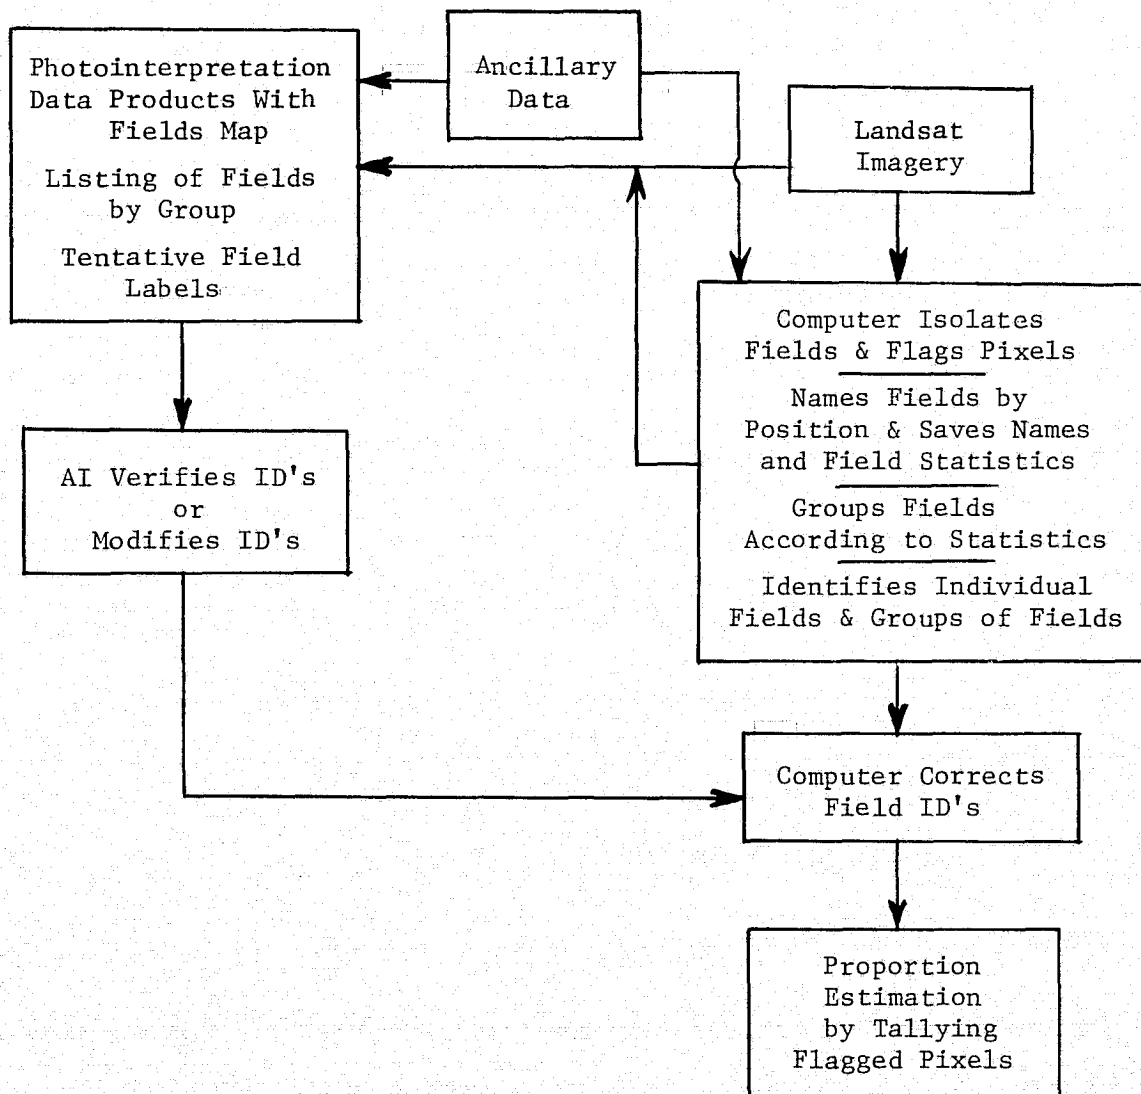 Photointerpretation
Data Products With
Fields Map
Listing of Fields
by Group
Tentative Field
Labels
Ancillary
Data
Landsat
Imagery
Computer Isolates
Fields & Flags Pixels
Names Fields by
Position & Saves Names
and Field Statistics
Groups Fields
According to Statistics
Identifies Individual
Fields & Groups of Fields
AI Verifies ID's
or
Modifies ID's
Computer Corrects
Field ID's
Proportion
Estimation
by Tallying
Flagged Pixels